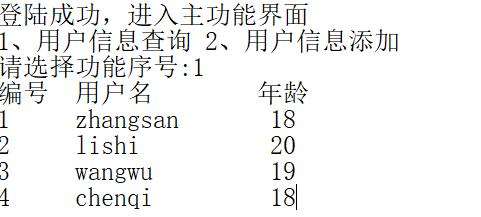 登陆成功，进入主功能界面
1、用户信息查询 2、用户信息添加
请选择功能序号:1
编号 用户名 年龄
1 zhangsan 18
2 lishi 20
3 wangwu 19
4 chenqi 18